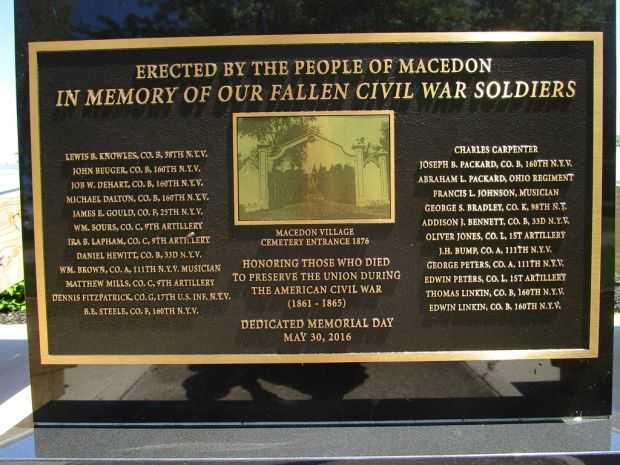 ERECTED BY THE PEOPLE OF MACEDON
IN MEMORY OF OUR FALLEN CIVIL WAR SOLDIERS
LEWIS B. KNOWLES, CO. B, 98TH N.Y.V.
JOHN BEUGER, CO. B, 160TH N.Y.V.
JOB W. DEHART, CO. B, 160TH N.Y.V.
MICHAEL DALTON, CO. B, 160TH N.Y.V.
JAMES E. GOULD, CO. F, 25TH N.Y.V.
WM. SOURS, CO. C, 9TH ARTILLERY
IRA B. LAPHAM, CO. C, 9TH ARTILLERY
DANIEL HEWITT, CO. B, 33D N.Y.V.
WM. BROWN, CO. A, 111TH N.Y.V. MUSICIAN
MATTHEW MILLS, CO. C, 9TH ARTILLERY
DENNIS FITZPATRICK, CO. G, 17TH U.S. INF. N.Y.V.
B.E. STEELE, CO. F, 160TH N.Y.V.
MACEDON VILLAGE
CEMETERY ENTRANCE 1876
HONORING THOSE WHO DIED
TO PRESERVE THE UNION DURING
THE AMERICAN CIVIL WAR
(1861 - 1865)
DEDICATED MEMORIAL DAY
MAY 30, 2016
CHARLES CARPENTER
JOSEPH B. PACKARD, CO. B, 160TH N.Y.V.
ABRAHAM L. PACKARD, OHIO REGIMENT
FRANCIS L. JOHNSON, MUSICIAN
GEORGE S. BRADLEY, CO. K, 98TH N.Y.
ADDISON J. BENNETT, CO. B, 33D N.Y.V.
OLIVER JONES, CO. L, 1ST ARTILLERY
J.H. BUMP, CO. A, 111TH N.Y.V.
GEORGE PETERS, CO. A, 111TH N.Y.V.
EDWIN PETERS, CO. L, 1ST ARTILLERY
THOMAS LINKIN, CO. B, 160TH N.Y.V.
EDWIN LINKIN, CO. B, 160TH N.Y.V.